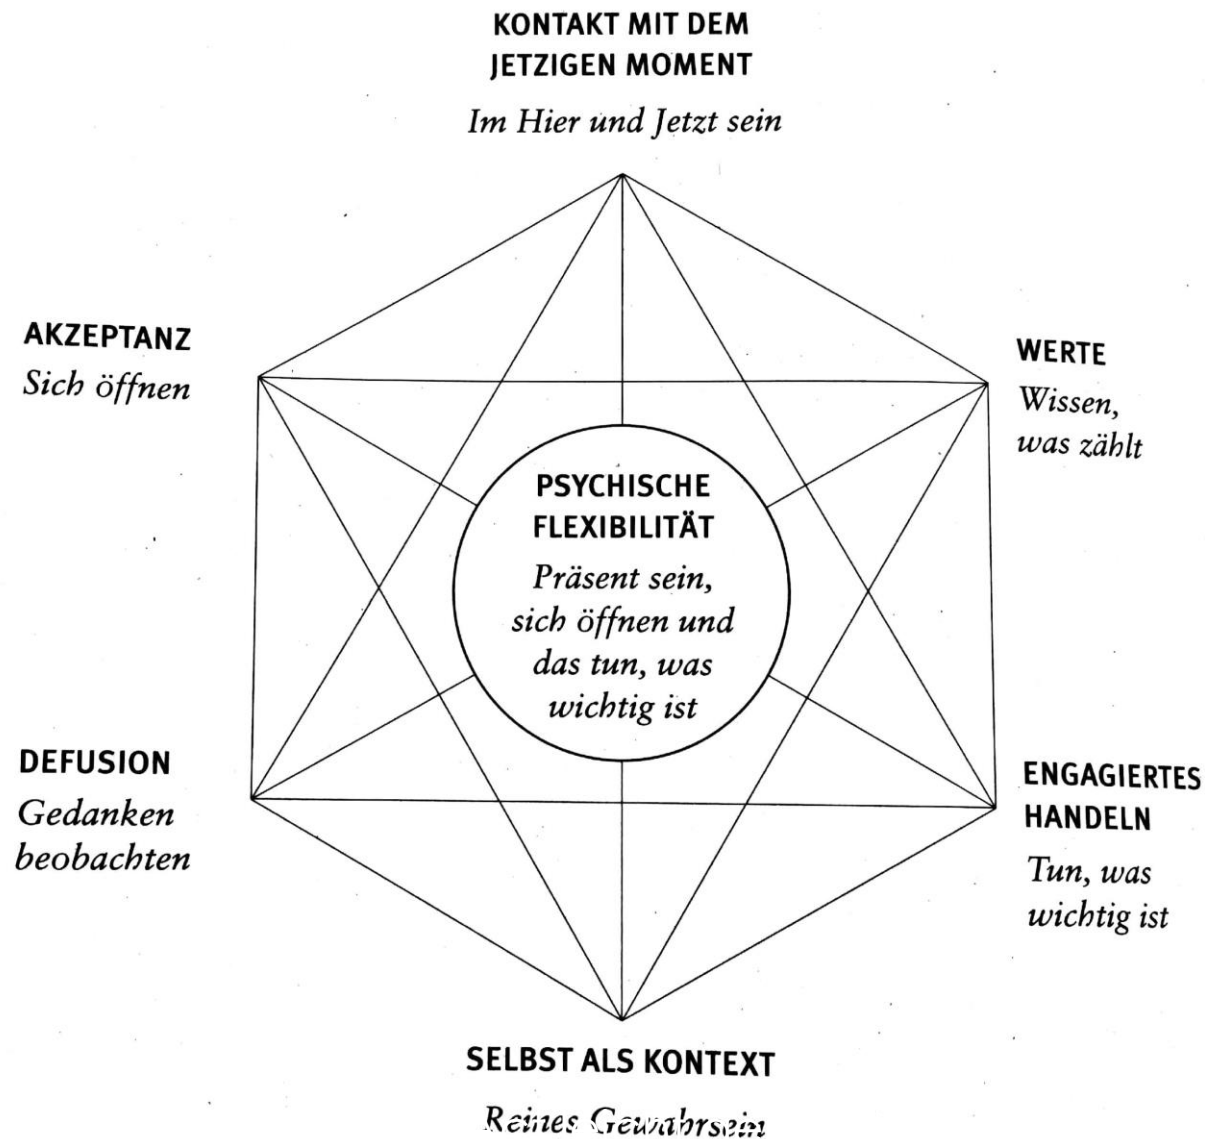 KONTAKT MIT DEM
JETZIGEN MOMENT
Im Hier und Jetzt sein
AKZEPTANZ
Sich öffnen
WERTE
Wissen,
was zählt
PSYCHISCHE
FLEXIBILITÄT
Präsent sein,
sich öffnen und
das tun, was
wichtig ist
DEFUSION
Gedanken
beobachten
ENGAGIERTES
HANDELN
Tun, was
wichtig ist
SELBST ALS KONTEXT
Reines Gewahrsein